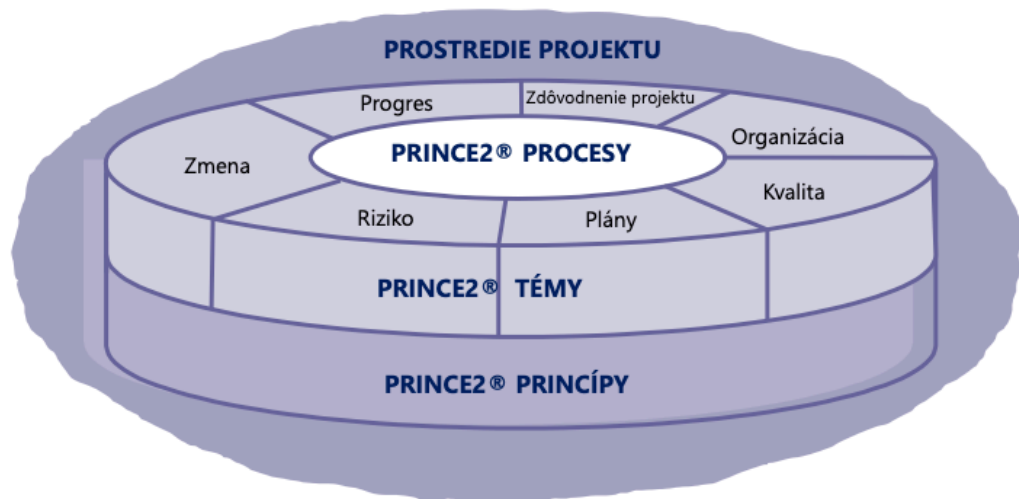 PROSTREDIE PROJEKTU
Progres
Zdôvodnenie projektu
Organizácia
Zmena
PRINCE2® PROCESY
Kvalita
Riziko
Plány
PRINCE2® TÉMY
PRINCE2® PRINCÍPY